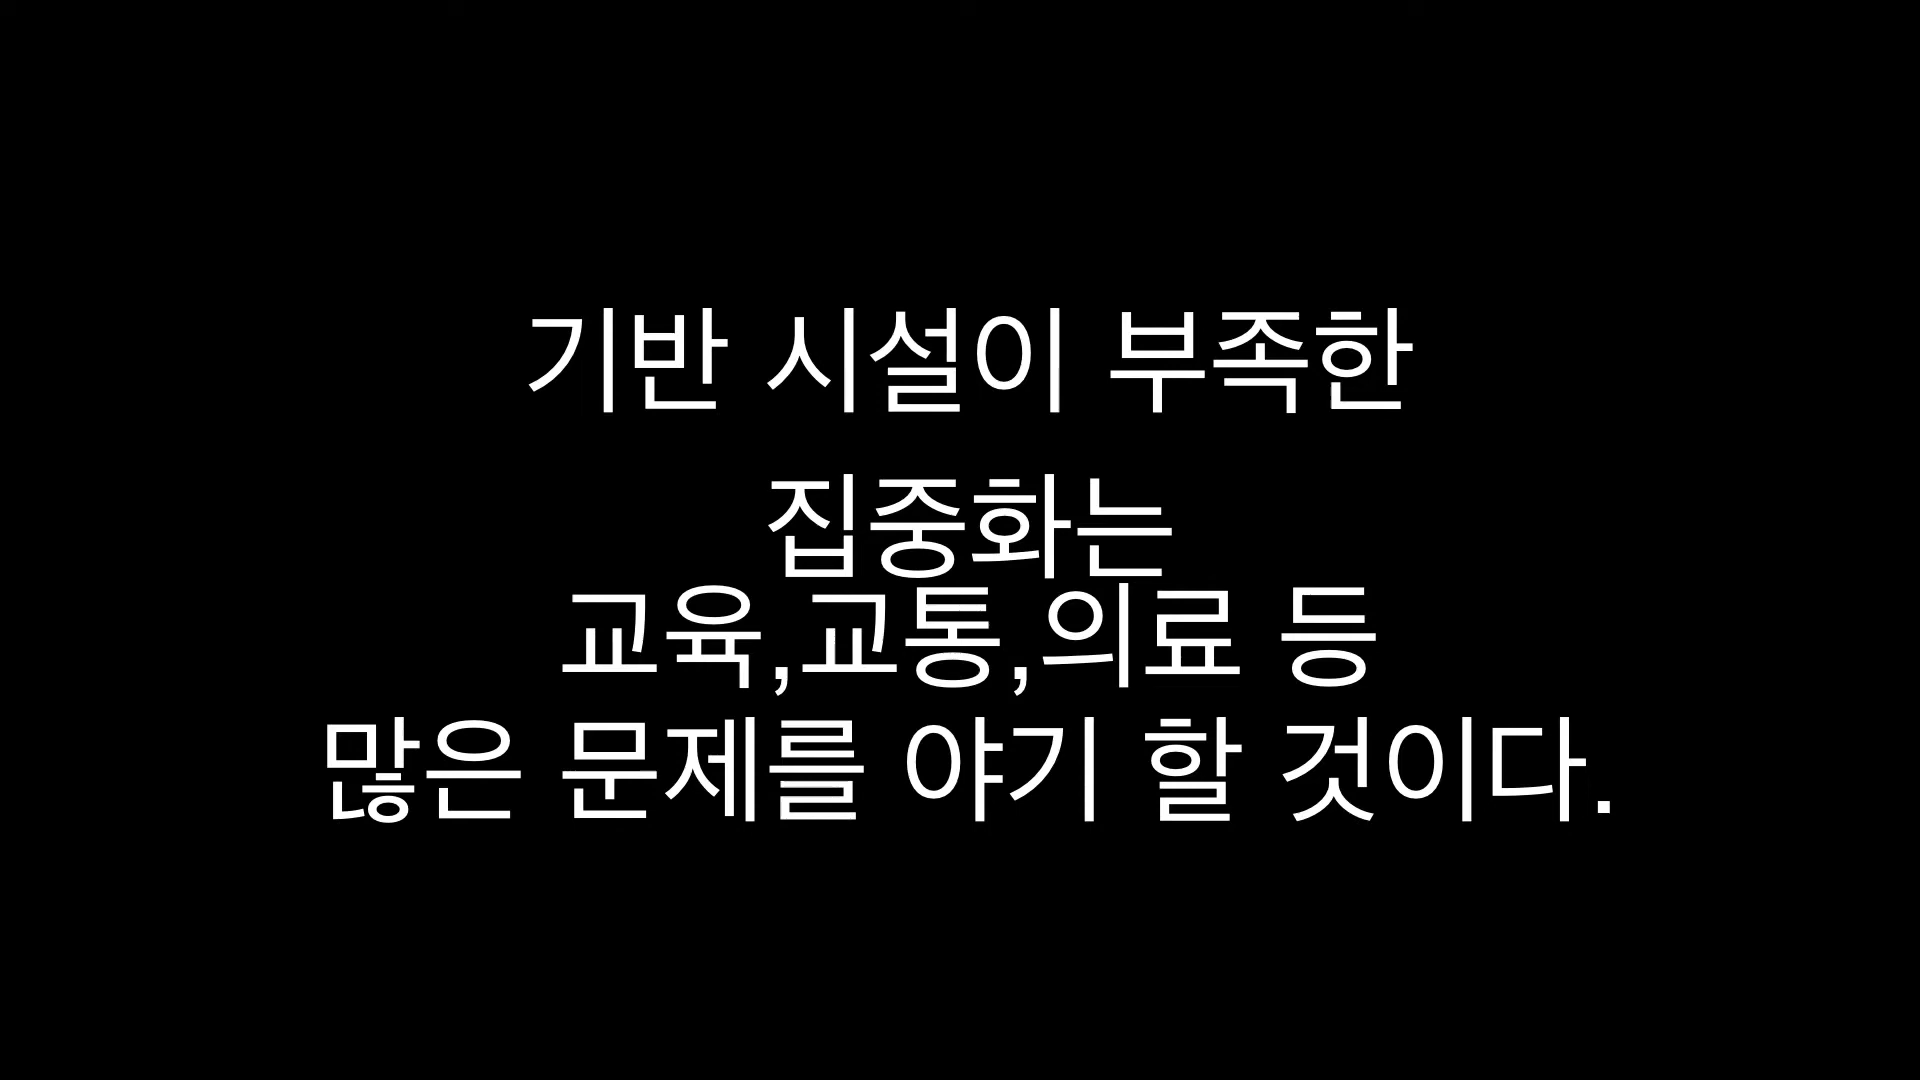 기반 시설이 부족한
집중화는
교육,교통,의료 등
많은 문제를 야기 할 것이다.